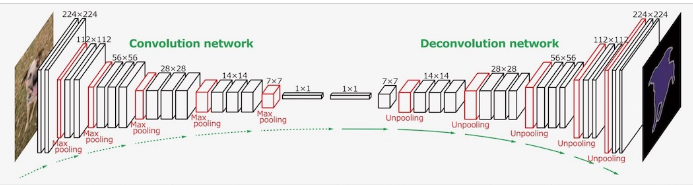 224×224
112×112
56×56
Convolution network
28×28
14×14
7×7
1×1
1×1
7×7
14×14
Deconvolution network
28×28
56×56
112×112
224×224
Max
pooling
Max
pooling
Max
pooling
Max
pooling
Max
pooling
Unpooling
Unpooling
Unpooling
Unpooling
Unpooling